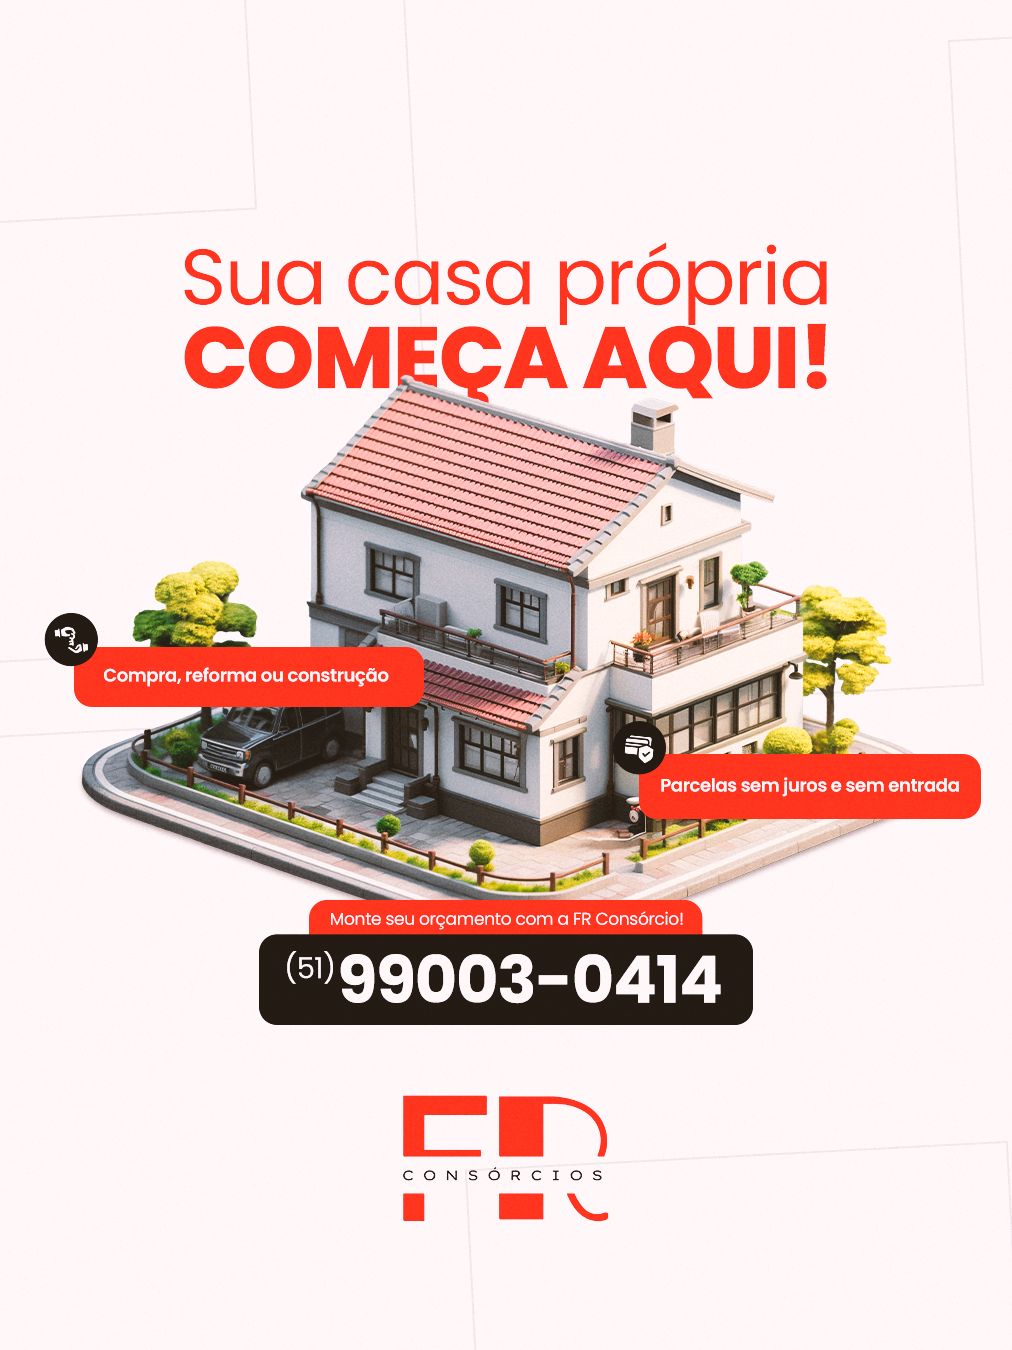 Sua casa própria
COMEÇA AQUI!
Compra, reforma ou construção
Parcelas sem juros e sem entrada
Monte seu orçamento com a FR Consórcio!
(51) 99003-0414
FR
CONSÓRCIOS